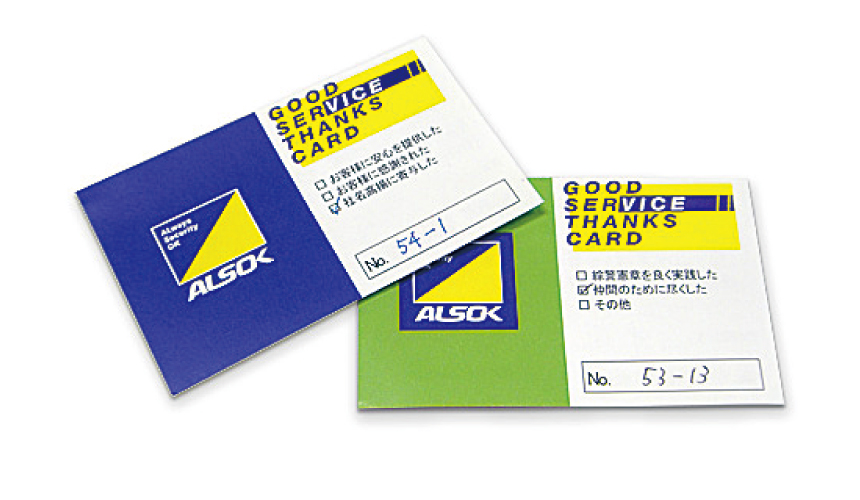 Always
Security
OK
ALSOK
GOOD
SERVICE
THANKS
CARD
□ お客様に安心を提供した
□ お客様に感謝された
☑ 社名高揚に寄与した
No. 54-1
ALSOK
GOOD
SERVICE
THANKS
CARD
□ 綜警憲章を良く実践した
☑ 仲間のために尽くした
□ その他
No. 53-13